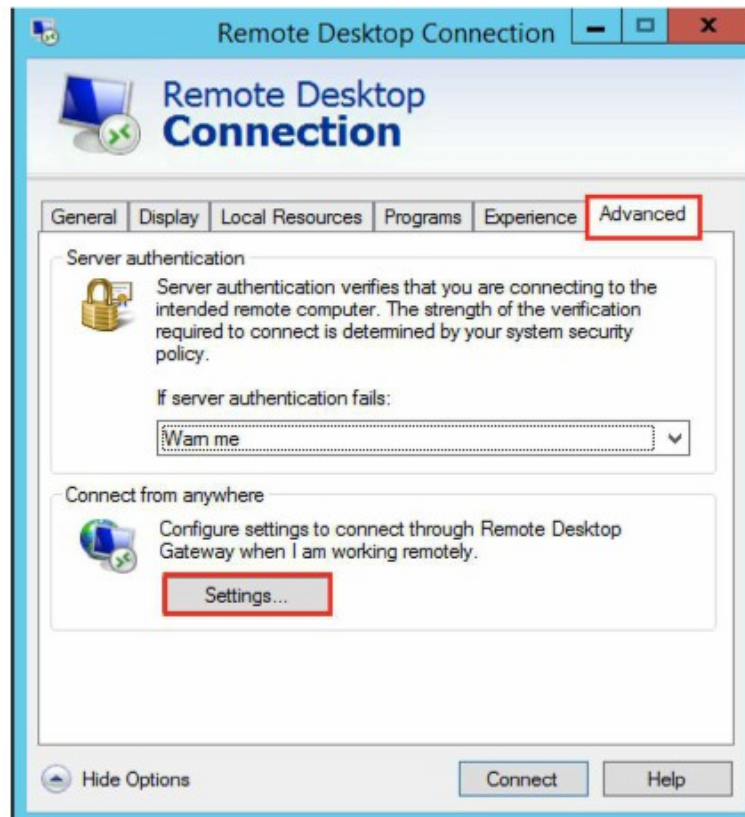 Remote Desktop Connection
Remote Desktop
Connection
General Display Local Resources Programs Experience Advanced
Server authentication
Server authentication verifies that you are connecting to the
intended remote computer. The strength of the verification
required to connect is determined by your system security
policy.
If server authentication fails:
Warn me
Connect from anywhere
Configure settings to connect through Remote Desktop
Gateway when I am working remotely.
Settings...
Hide Options Connect Help